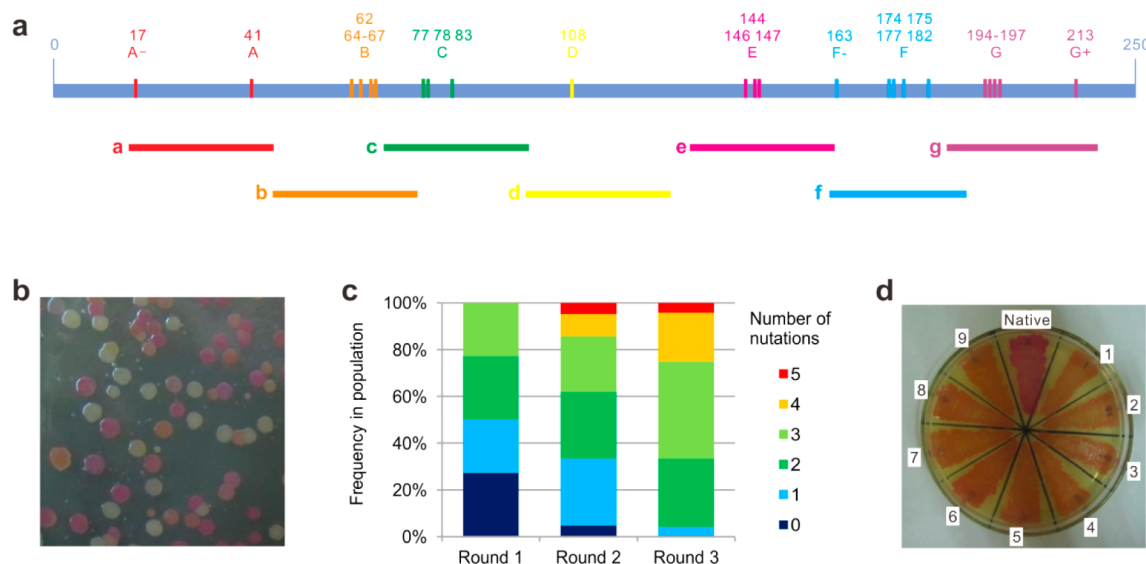 a
0
17
A⁻
41
A
62
64-67
B
77 78 83
C
108
D
144
146 147
E
163
F-
174 175
177 182
F
194-197
G
213
G+
250
a
c
e
g
b
d
f
b
c
100%
80%
60%
40%
20%
0%
Frequency in population
Round 1
Round 2
Round 3
Number of
nutations
5
4
3
2
1
0
d
Native
1
2
3
4
5
6
7
8
9